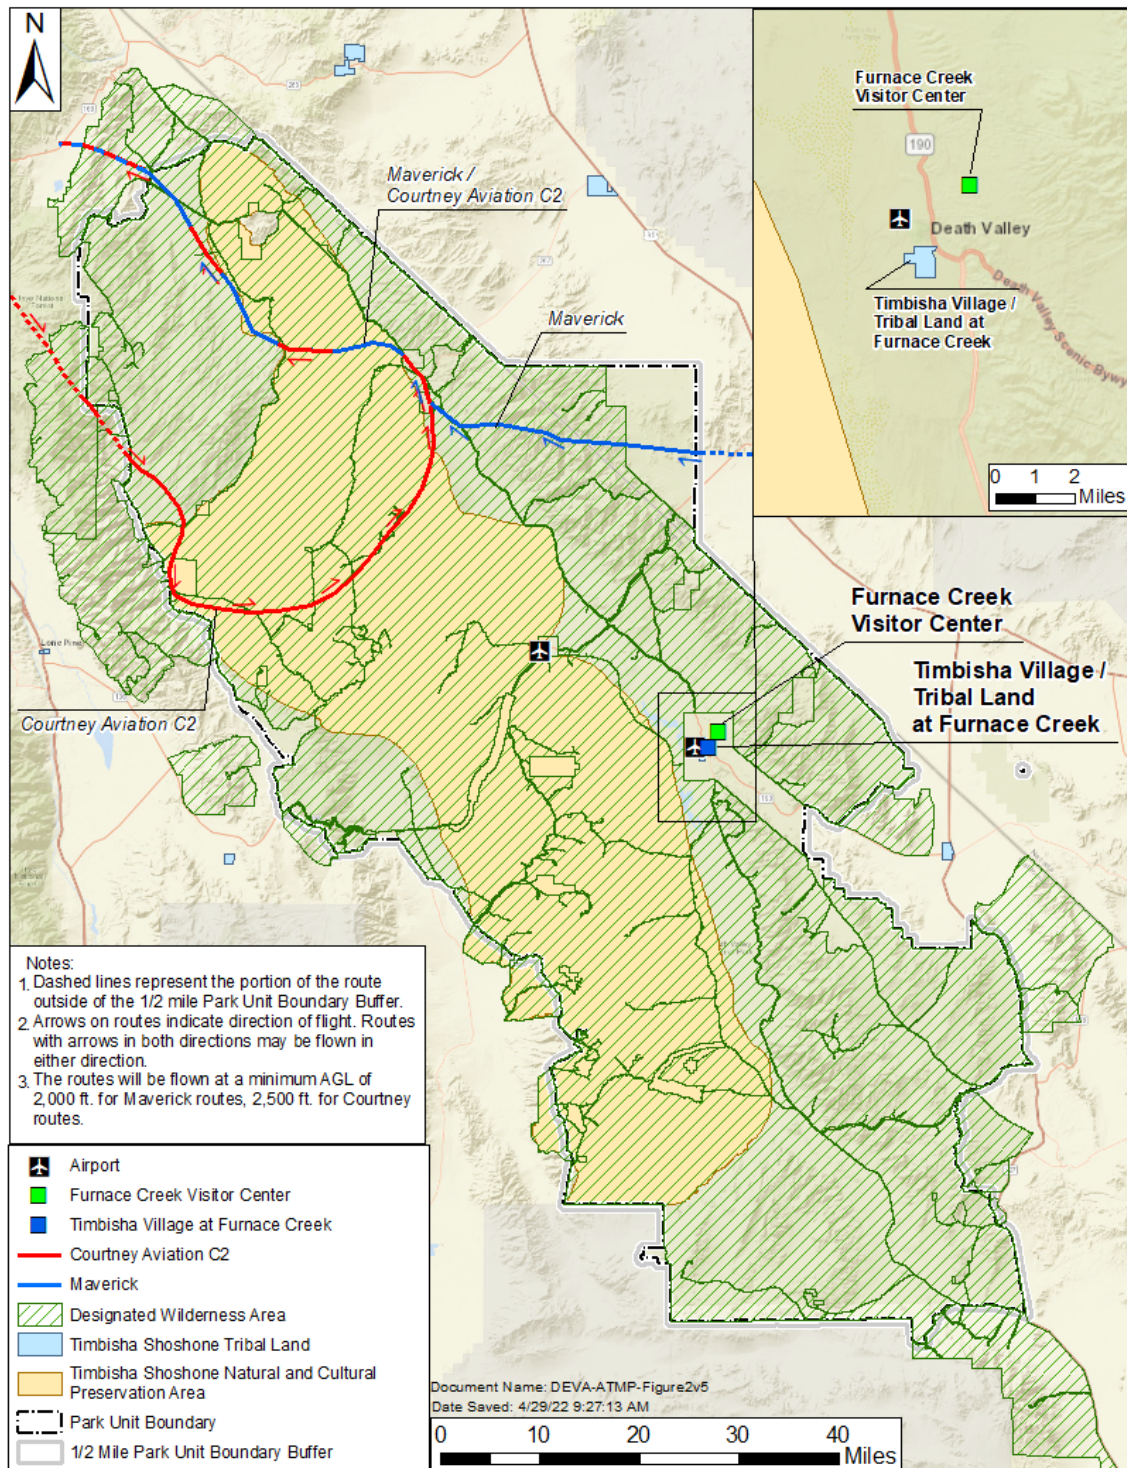 N
168
266
Maverick /
Courtney Aviation C2
Maverick
Furnace Creek
Visitor Center
190
Death Valley
Timbisha Village /
Tribal Land at
Furnace Creek
Death Valley Scenic Bywy
0 1 2
Miles
Furnace Creek
Visitor Center
Timbisha Village /
Tribal Land
at Furnace Creek
Lone Pine
Courtney Aviation C2
Notes:
1. Dashed lines represent the portion of the route
outside of the 1/2 mile Park Unit Boundary Buffer.
2. Arrows on routes indicate direction of flight. Routes
with arrows in both directions may be flown in
either direction.
3. The routes will be flown at a minimum AGL of
2,000 ft. for Maverick routes, 2,500 ft. for Courtney
routes.
Airport
Furnace Creek Visitor Center
Timbisha Village at Furnace Creek
Courtney Aviation C2
Maverick
Designated Wilderness Area
Timbisha Shoshone Tribal Land
Timbisha Shoshone Natural and Cultural
Preservation Area
Park Unit Boundary
1/2 Mile Park Unit Boundary Buffer
Document Name: DEVA-ATMP-Figure2v5
Date Saved: 4/29/22 9:27:13 AM
0 10 20 30 40
Miles